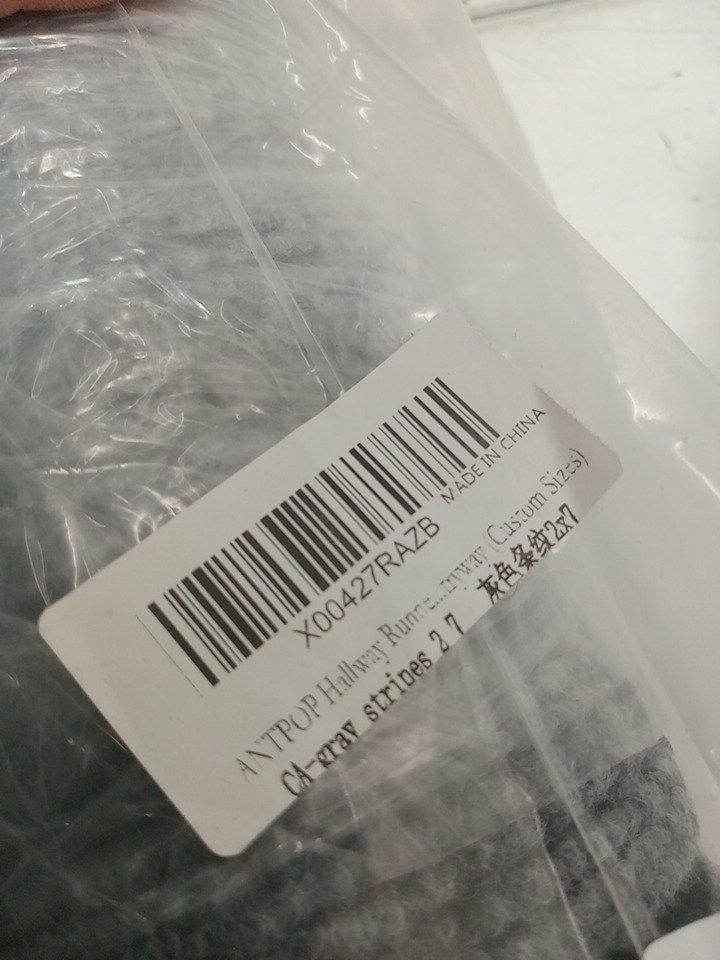 X00427RAZB MADE IN CHINA
ANTPOP Hallway Runne...ryway (Custom Sizes)
CA-gray stripes 2 7 灰色条纹2x7